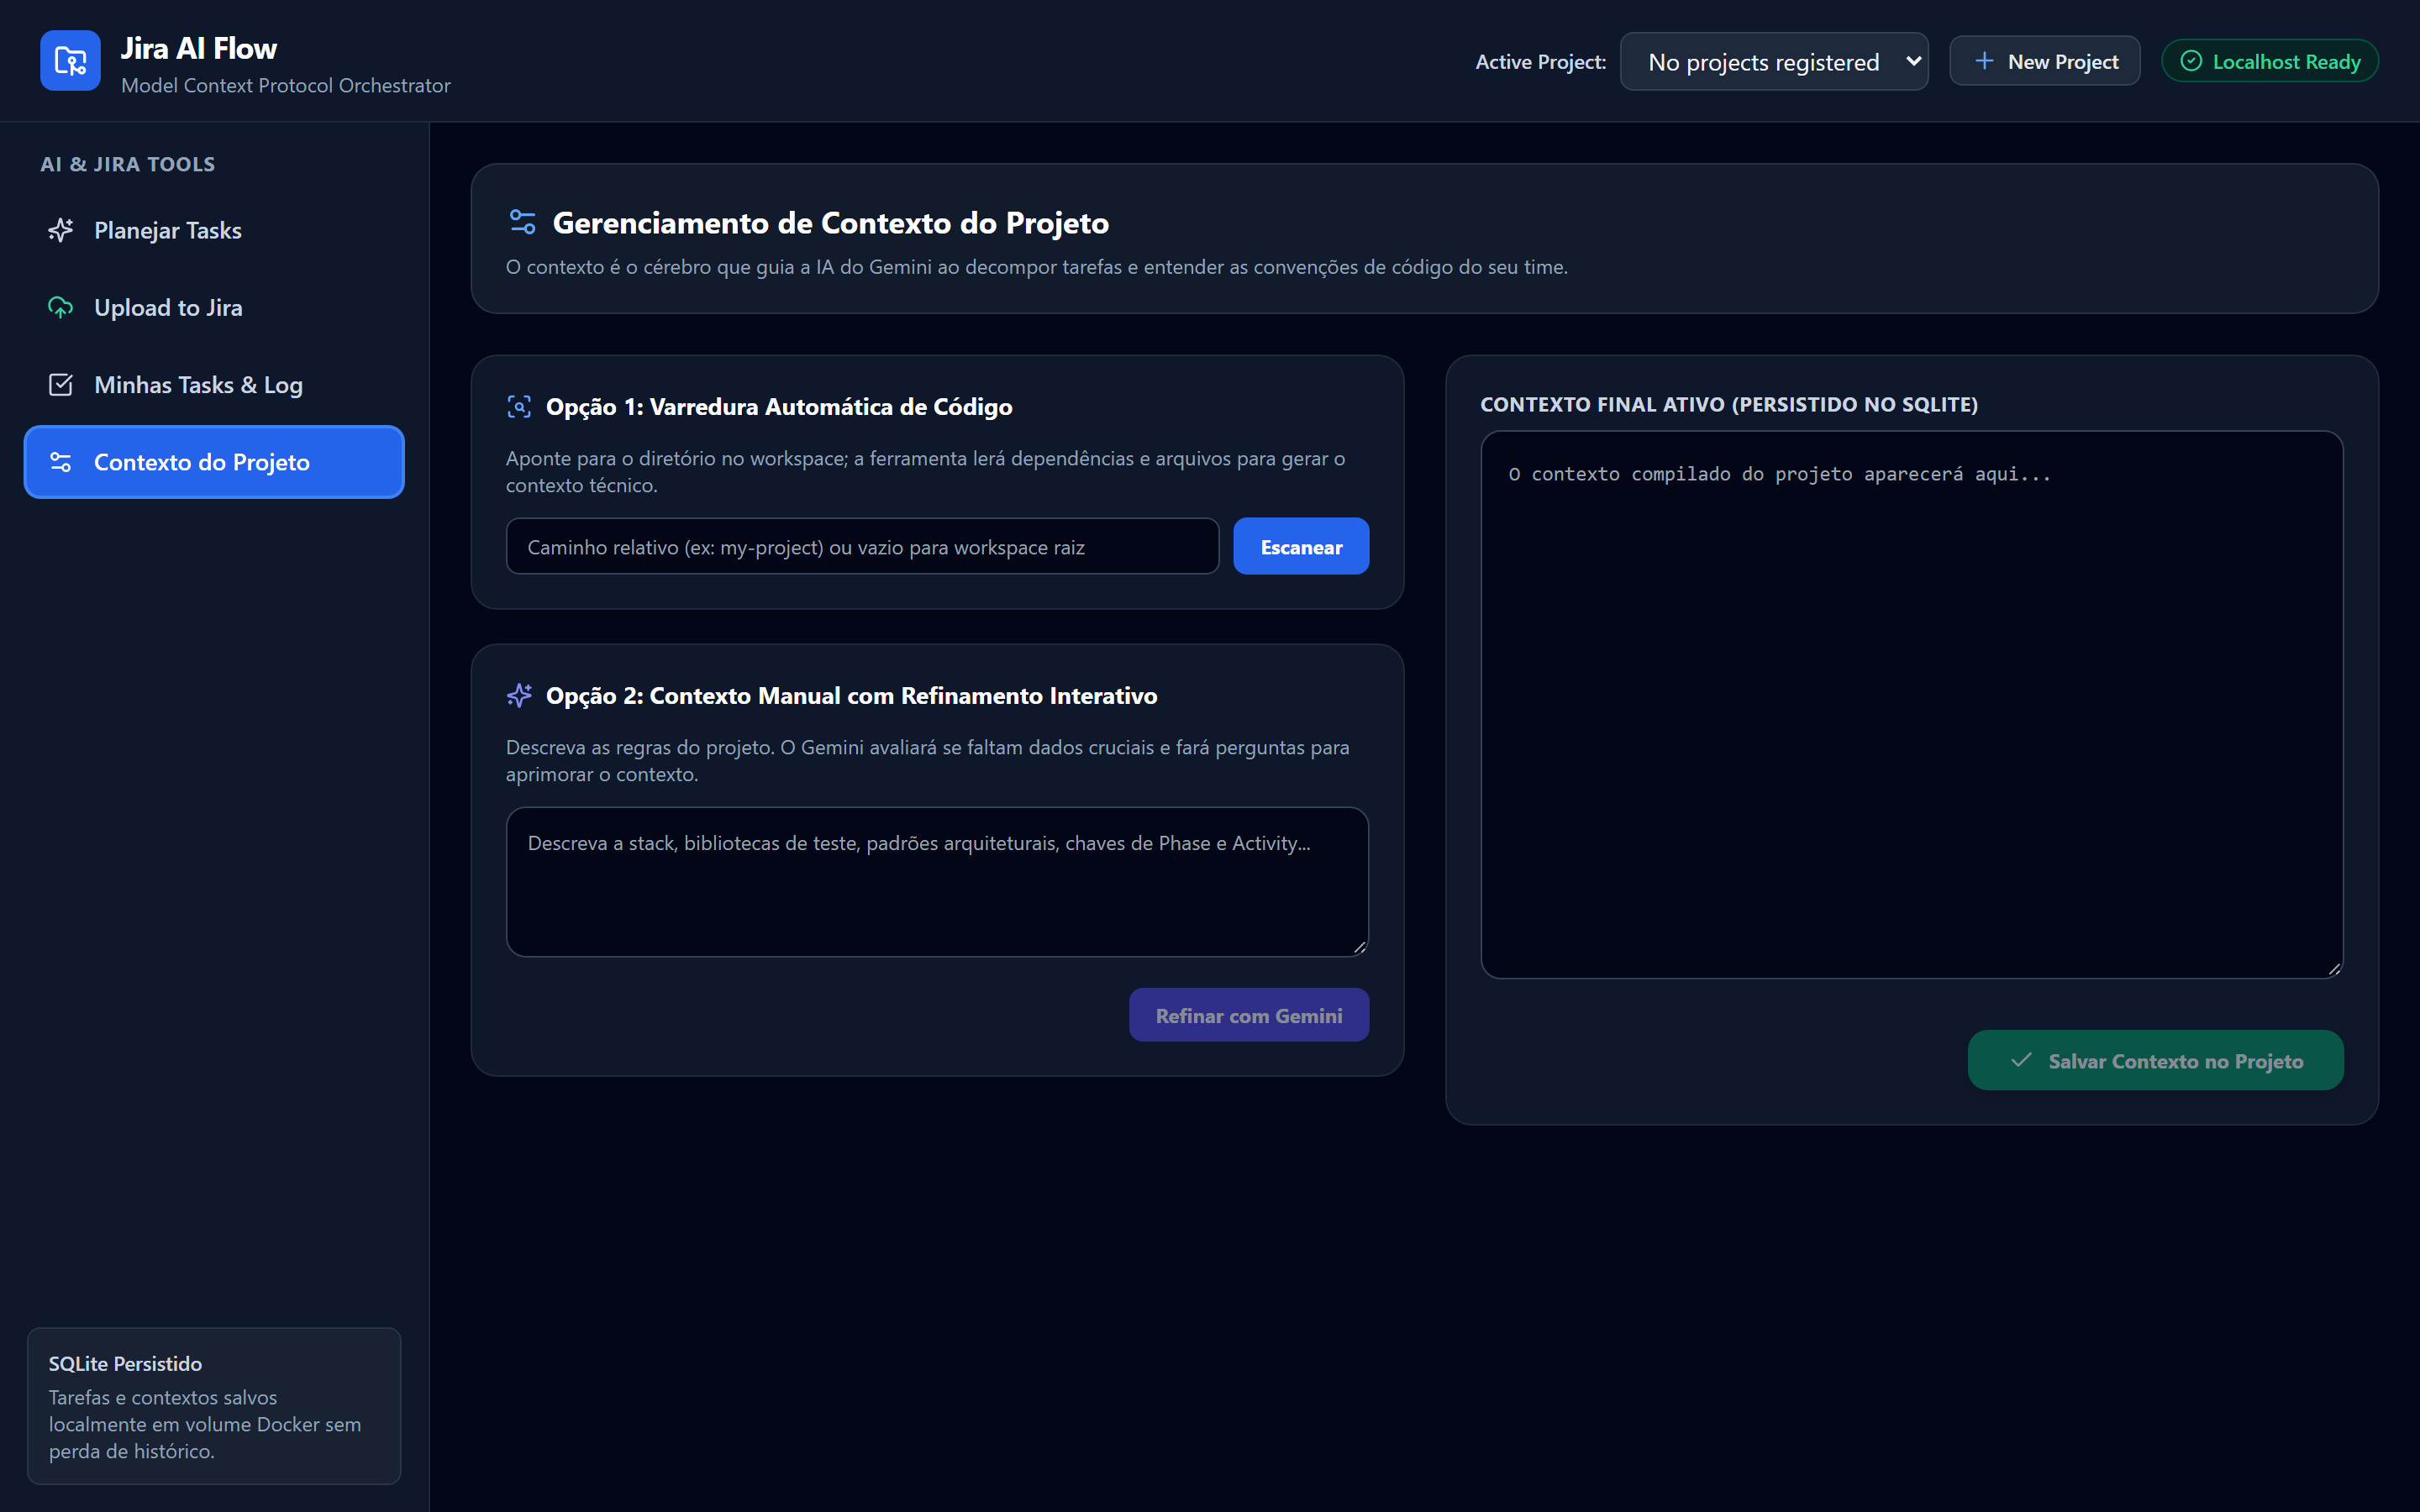 Jira AI Flow
Model Context Protocol Orchestrator
Active Project:
No projects registered
New Project
Localhost Ready
AI & JIRA TOOLS
Planejar Tasks
Upload to Jira
Minhas Tasks & Log
Contexto do Projeto
SQLite Persistido
Tarefas e contextos salvos
localmente em volume Docker sem
perda de histórico.
Gerenciamento de Contexto do Projeto
O contexto é o cérebro que guia a IA do Gemini ao decompor tarefas e entender as convenções de código do seu time.
Opção 1: Varredura Automática de Código
Aponte para o diretório no workspace; a ferramenta lerá dependências e arquivos para gerar o
contexto técnico.
Caminho relativo (ex: my-project) ou vazio para workspace raiz
Escanear
Opção 2: Contexto Manual com Refinamento Interativo
Descreva as regras do projeto. O Gemini avaliará se faltam dados cruciais e fará perguntas para
aprimorar o contexto.
Descreva a stack, bibliotecas de teste, padrões arquiteturais, chaves de Phase e Activity...
Refinar com Gemini
CONTEXTO FINAL ATIVO (PERSISTIDO NO SQLITE)
O contexto compilado do projeto aparecerá aqui...
Salvar Contexto no Projeto